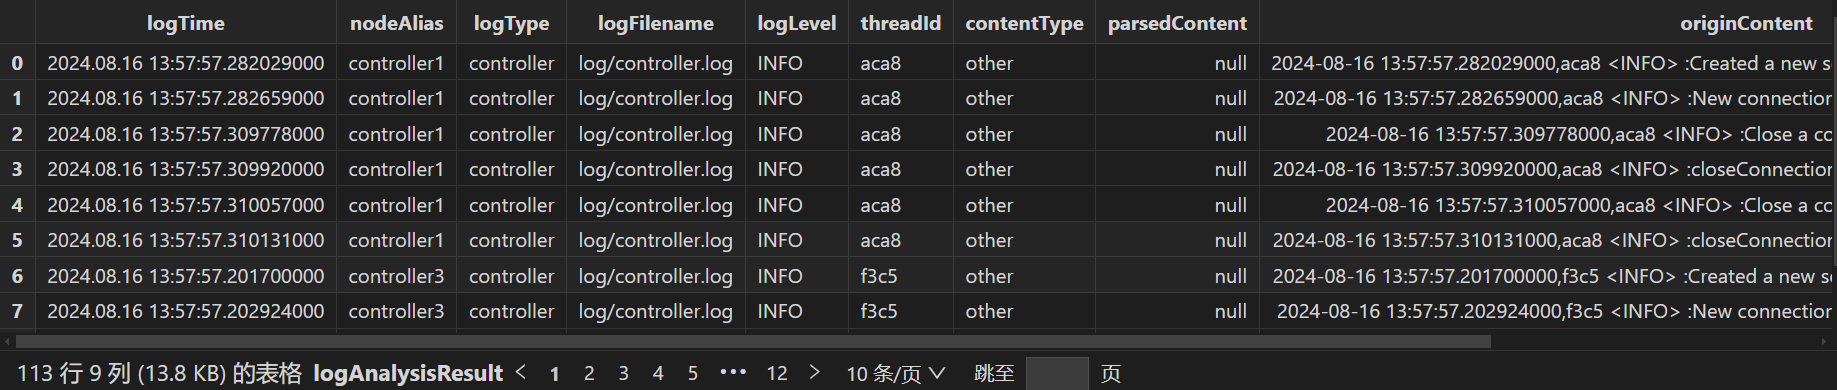 logTime nodeAlias logType logFilename logLevel threadId contentType parsedContent originContent
0 2024.08.16 13:57:57.282029000 controller1 controller log/controller.log INFO aca8 other null 2024-08-16 13:57:57.282029000,aca8 <INFO> :Created a new s
1 2024.08.16 13:57:57.282659000 controller1 controller log/controller.log INFO aca8 other null 2024-08-16 13:57:57.282659000,aca8 <INFO> :New connection
2 2024.08.16 13:57:57.309778000 controller1 controller log/controller.log INFO aca8 other null 2024-08-16 13:57:57.309778000,aca8 <INFO> :Close a co
3 2024.08.16 13:57:57.309920000 controller1 controller log/controller.log INFO aca8 other null 2024-08-16 13:57:57.309920000,aca8 <INFO> :closeConnection
4 2024.08.16 13:57:57.310057000 controller1 controller log/controller.log INFO aca8 other null 2024-08-16 13:57:57.310057000,aca8 <INFO> :Close a co
5 2024.08.16 13:57:57.310131000 controller1 controller log/controller.log INFO aca8 other null 2024-08-16 13:57:57.310131000,aca8 <INFO> :closeConnection
6 2024.08.16 13:57:57.201700000 controller3 controller log/controller.log INFO f3c5 other null 2024-08-16 13:57:57.201700000,f3c5 <INFO> :Created a new s
7 2024.08.16 13:57:57.202924000 controller3 controller log/controller.log INFO f3c5 other null 2024-08-16 13:57:57.202924000,f3c5 <INFO> :New connection
113 行 9 列 (13.8 KB) 的表格 logAnalysisResult < 1 2 3 4 5 ••• 12 > 10 条/页 跳至 页